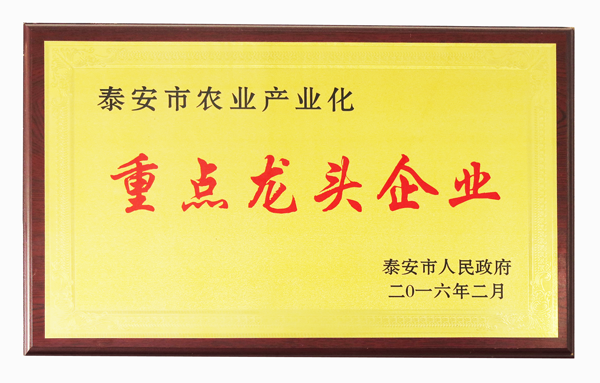 泰安市农业产业化
重点龙头企业
泰安市人民政府
二〇一六年二月